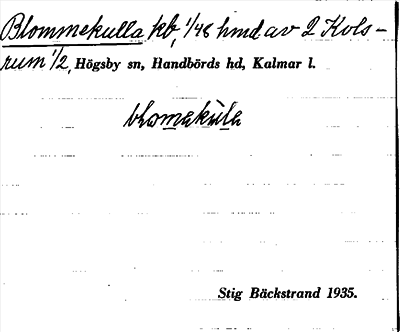 Blommekulla kb, 1/48 hmd av 2 Kols-
rum 1/2, Högsby sn, Handbörds hd, Kalmar l.
blomekùla
Stig Bäckstrand 1935.